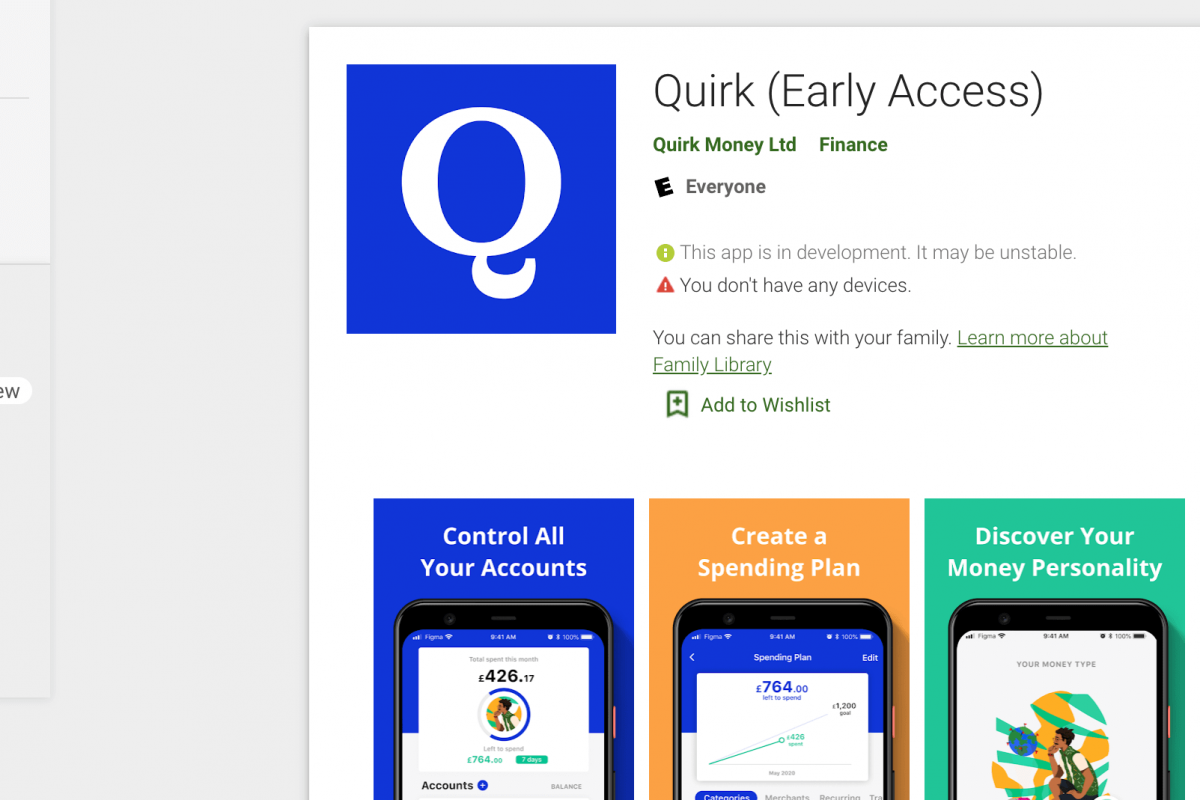 Quirk (Early Access)
Quirk Money Ltd Finance
E Everyone
This app is in development. It may be unstable.
You don't have any devices.
You can share this with your family. Learn more about
Family Library
Add to Wishlist
ew
Q
Control All
Your Accounts
Figma 9:41 AM 100%
Total spent this month
£426.17
Left to spend
£764.00 7 days
Accounts BALANCE
Create a
Spending Plan
Figma 9:41 AM 100%
Spending Plan Edit
£764.00
left to spend
£1,200
goal
£426
spent
May 2020
Categories Merchants Recurring Tra
Discover Your
Money Personality
Figma 9:41 AM 100%
YOUR MONEY TYPE